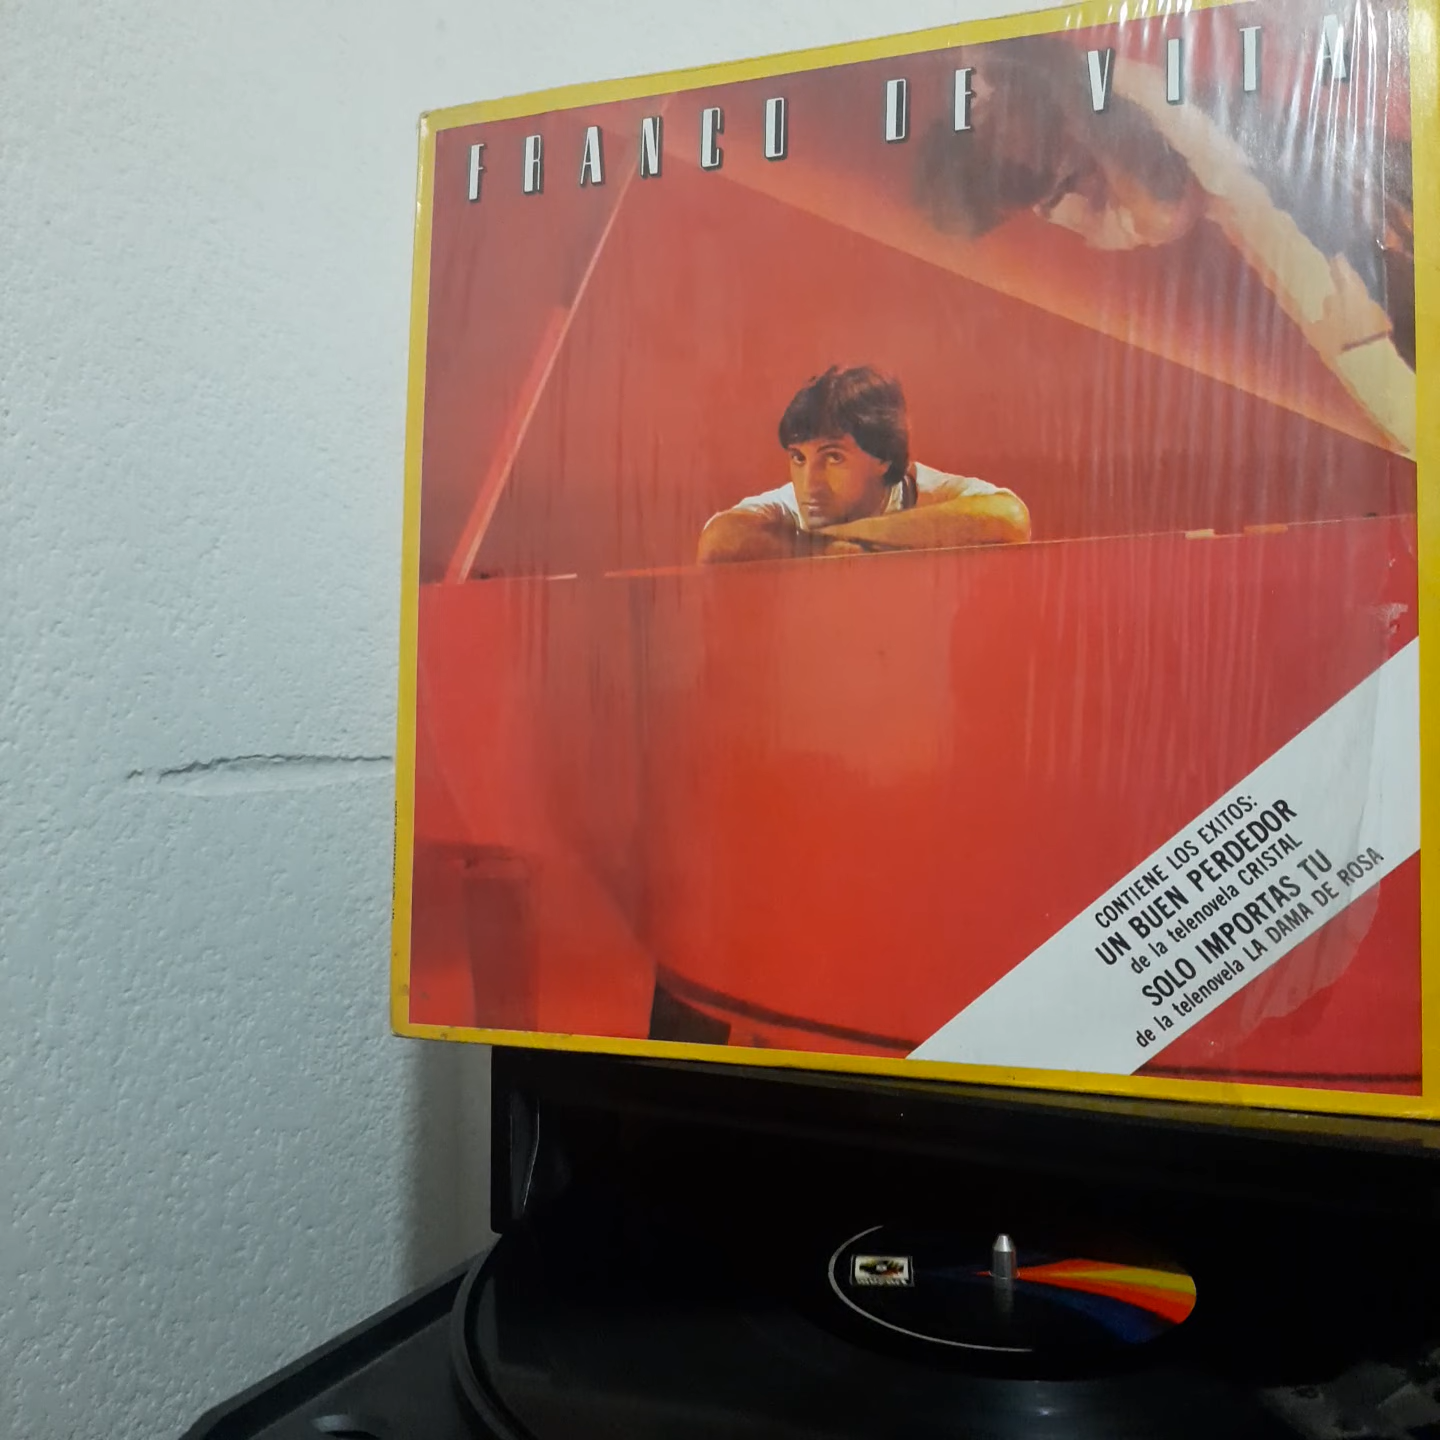 FRANCO DE VITA
CONTIENE LOS EXITOS:
UN BUEN PERDEDOR
de la telenovela CRISTAL
SOLO IMPORTAS TU
de la telenovela LA DAMA DE ROSA